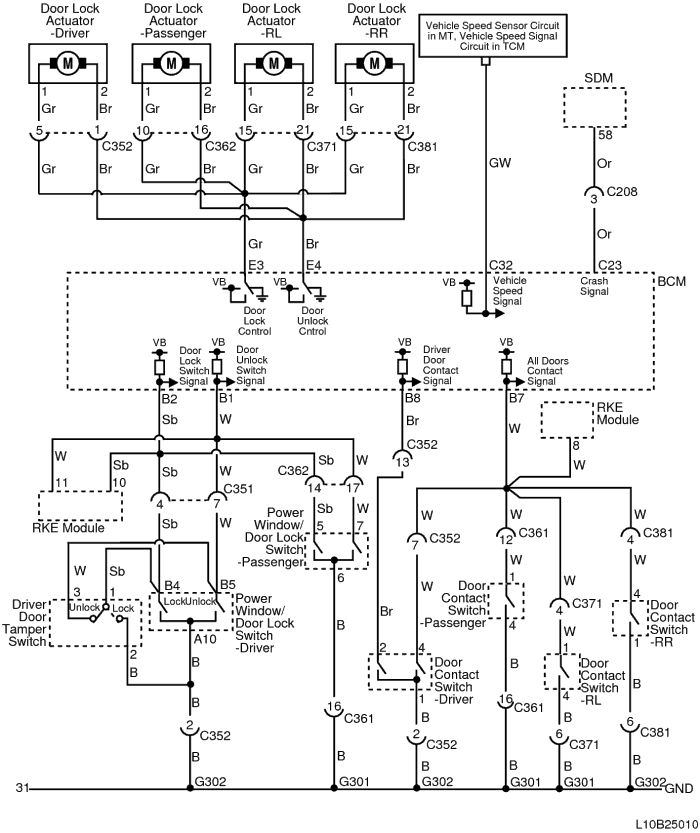 Door Lock
Actuator
-Driver
Door Lock
Actuator
-Passenger
Door Lock
Actuator
-RL
Door Lock
Actuator
-RR
Vehicle Speed Sensor Circuit
in MT, Vehicle Speed Signal
Circuit in TCM
SDM
M M M M
1 2 1 2 1 2 1 2
Gr Br Gr Br Gr Br Gr Br
58
5 1 C352 10 16 C362 15 21 C371 15 21 C381
GW
Or
Gr Br Gr Br Gr Br Gr Br
3 C208
Or
Gr Br
E3 E4 C32 C23
BCM
VB
Door
Lock
Control
VB
Door
Unlock
Cntrol
VB
Vehicle
Speed
Signal
Crash
Signal
VB
Door
Lock
Switch
Signal
VB
Door
Unlock
Switch
Signal
VB
Driver
Door
Contact
Signal
VB
All Doors
Contact
Signal
B2 B1 B8 B7
RKE
Module
Sb W Br W
8
C352
13
W
W Sb Sb W Sb W
C362
11 10
14 17
RKE Module
4 7 C351
Sb W Sb W
Power
Window/
Door Lock
Switch
-Passenger
5 7
6
W W W W
7 C352
12 C361
4 C381
W Sb
3 1
Unlock Lock
Driver
Door
Tamper
Switch
2
B
B4 B5
Lock Unlock
A10
Power
Window/
Door Lock
Switch
-Driver
B
W W W
1
Door
Contact
Switch
-Passenger
4
4 C371
W
4
Door
Contact
Switch
-RR
1
B
Br
2 4
Door
Contact
Switch
-Driver
1
1
Door
Contact
Switch
-RL
4
B B B B
16 C361
16 C361
B B
2 C352
2 C352
6 C371
6 C381
B B B B B B
31 G302 G301 G302 G301 G301 G302 GND
L10B25010